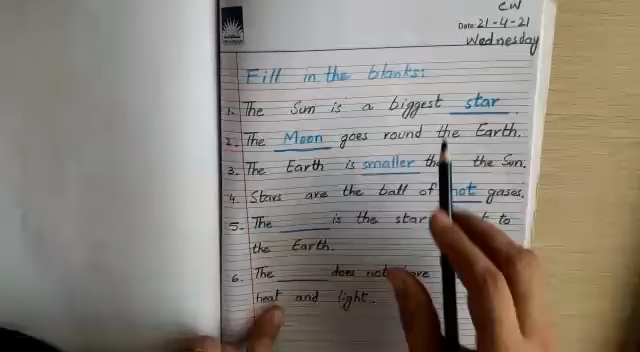 CW
Date: 21-4-21
Wednesday
Fill in the blanks:
1. The Sun is a biggest star.
2. The Moon goes round the Earth.
3. The Earth is smaller the Sun.
4. Stars are the ball of hot gases.
5. The ______ is the star to
the Earth.
6. The ______ does not
heat and light.